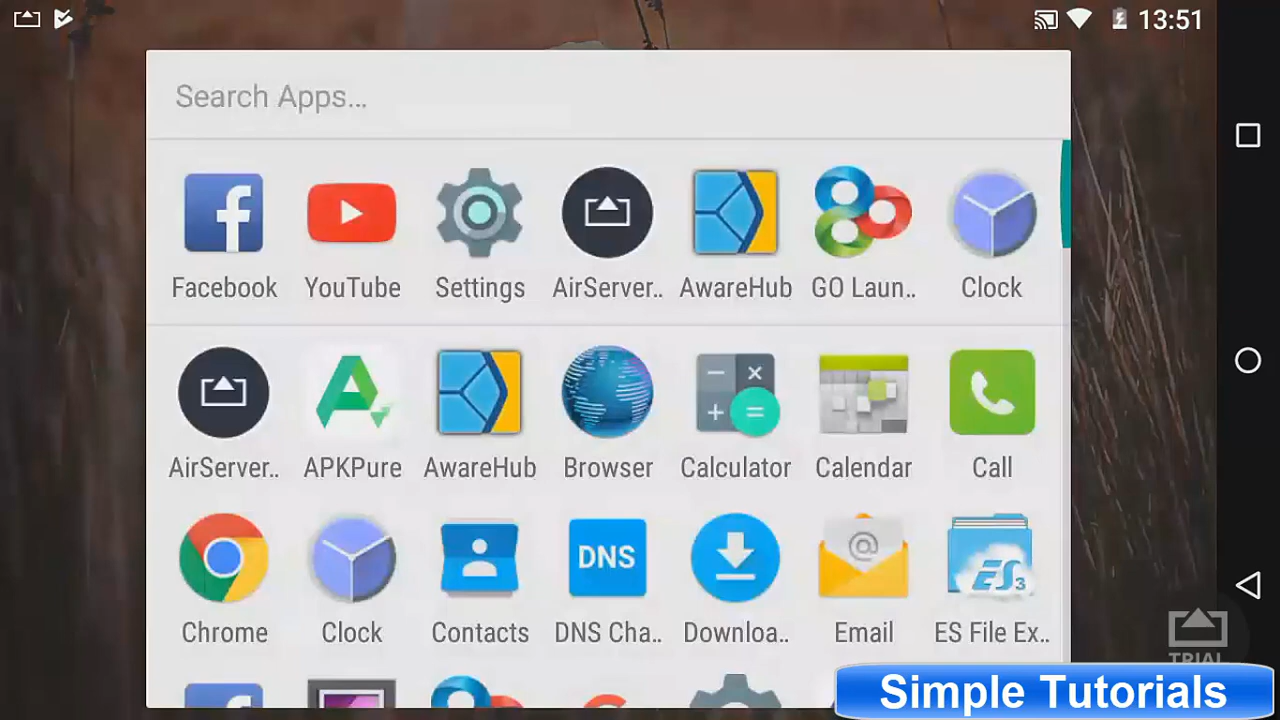 13:51
Search Apps...
Facebook YouTube Settings AirServer.. AwareHub GO Laun.. Clock
AirServer.. APKPure AwareHub Browser Calculator Calendar Call
DNS
@
ES3
Chrome Clock Contacts DNS Cha.. Downloa.. Email ES File Ex..
TRIAL
Simple Tutorials